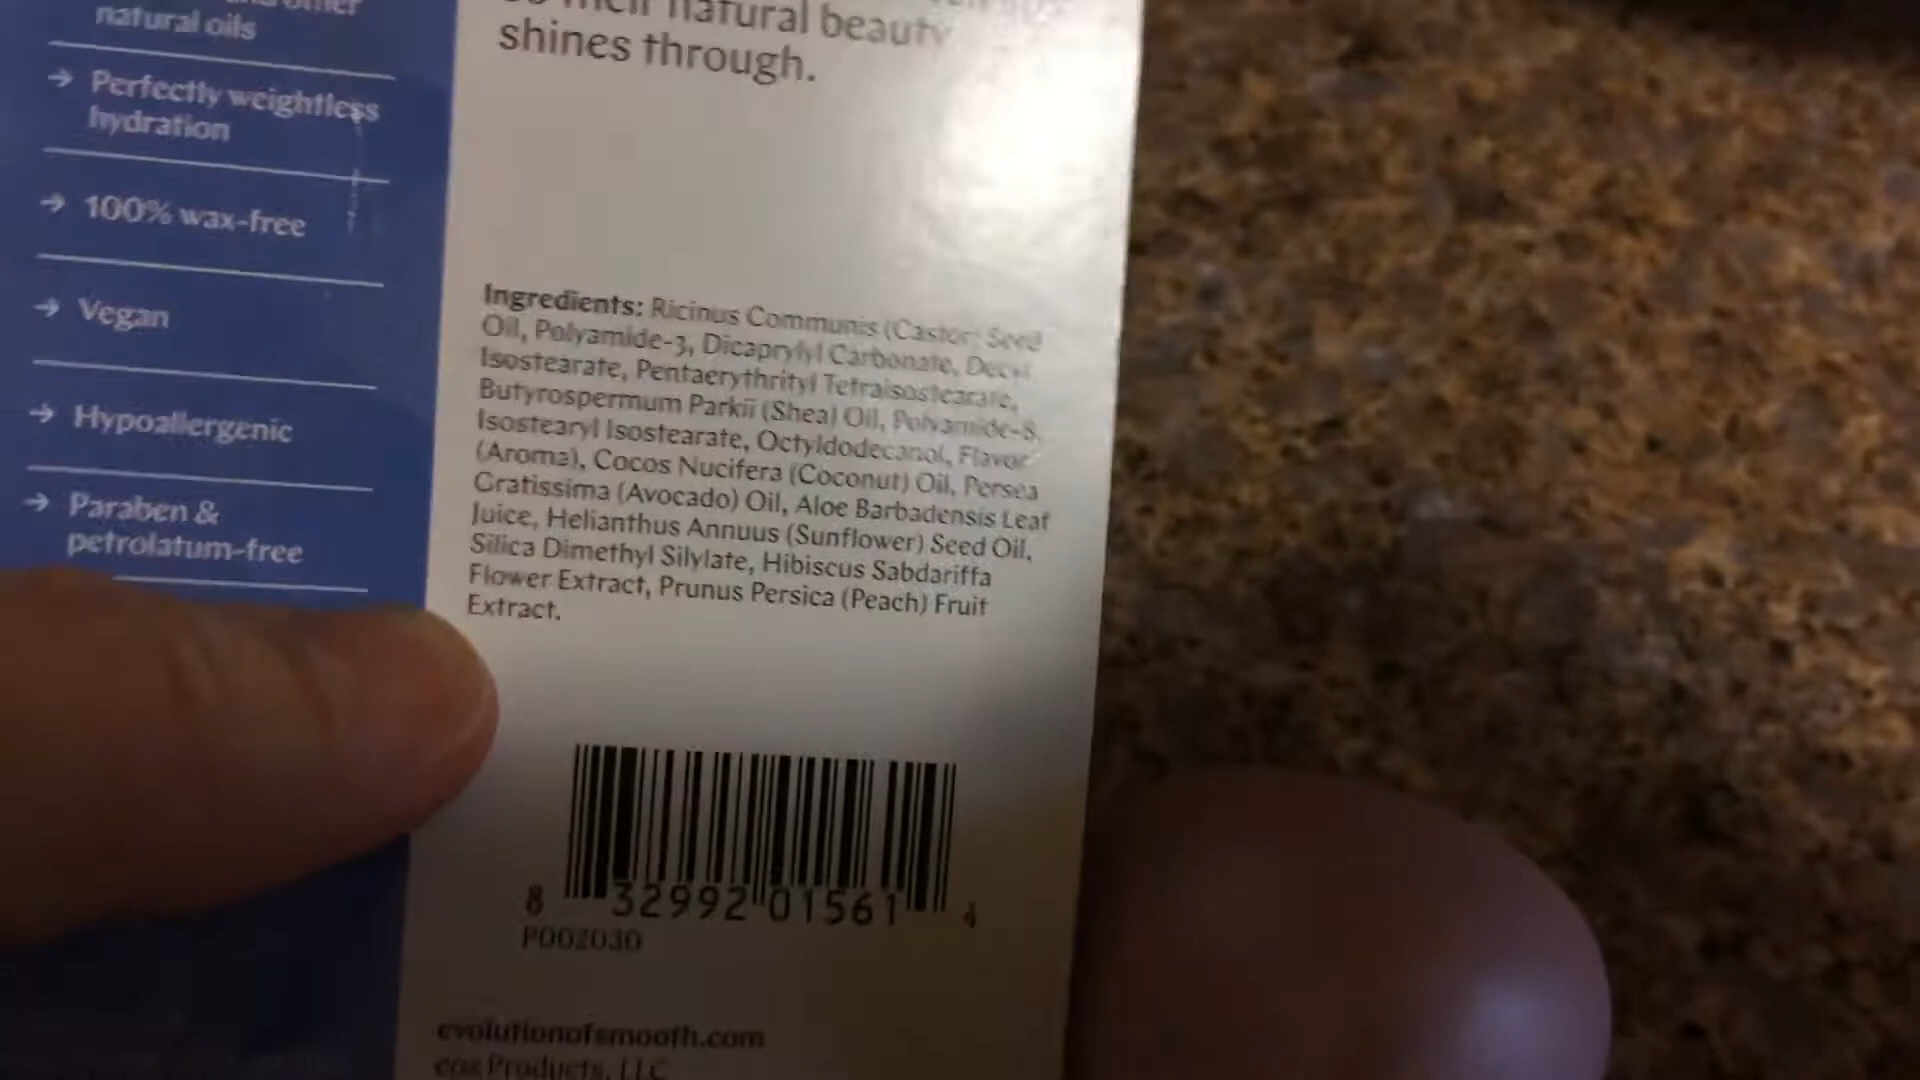 natural oils
→ Perfectly weightless
hydration
→ 100% wax-free
→ Vegan
→ Hypoallergenic
→ Paraben &
petrolatum-free
natural beauty
shines through.
Ingredients: Ricinus Communis (Castor) Seed
Oil, Polyamide-3, Dicaprylyl Carbonate, Decyl
Isostearate, Pentaerythrityl Tetraisostearate,
Butyrospermum Parkii (Shea) Oil, Polyamide-8,
Isostearyl Isostearate, Octyldodecanol, Flavor
(Aroma), Cocos Nucifera (Coconut) Oil, Persea
Gratissima (Avocado) Oil, Aloe Barbadensis Leaf
Juice, Helianthus Annuus (Sunflower) Seed Oil,
Silica Dimethyl Silylate, Hibiscus Sabdariffa
Flower Extract, Prunus Persica (Peach) Fruit
Extract.
8 32992 01561 4
P002030
evolutionofsmooth.com
eos Products, LLC